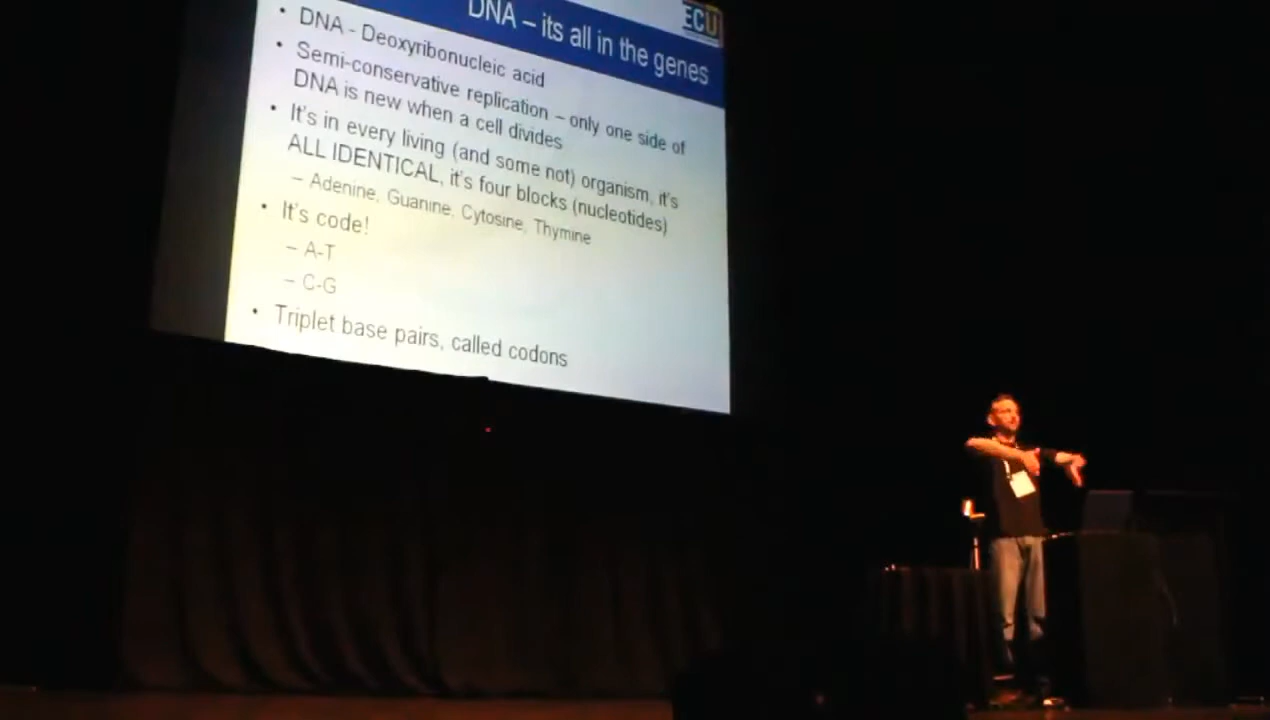 ECU
DNA – its all in the genes
• DNA - Deoxyribonucleic acid
• Semi-conservative replication – only one side of
DNA is new when a cell divides
• It's in every living (and some not) organism, it's
ALL IDENTICAL, it's four blocks (nucleotides)
– Adenine, Guanine, Cytosine, Thymine
• It's code!
– A-T
– C-G
• Triplet base pairs, called codons